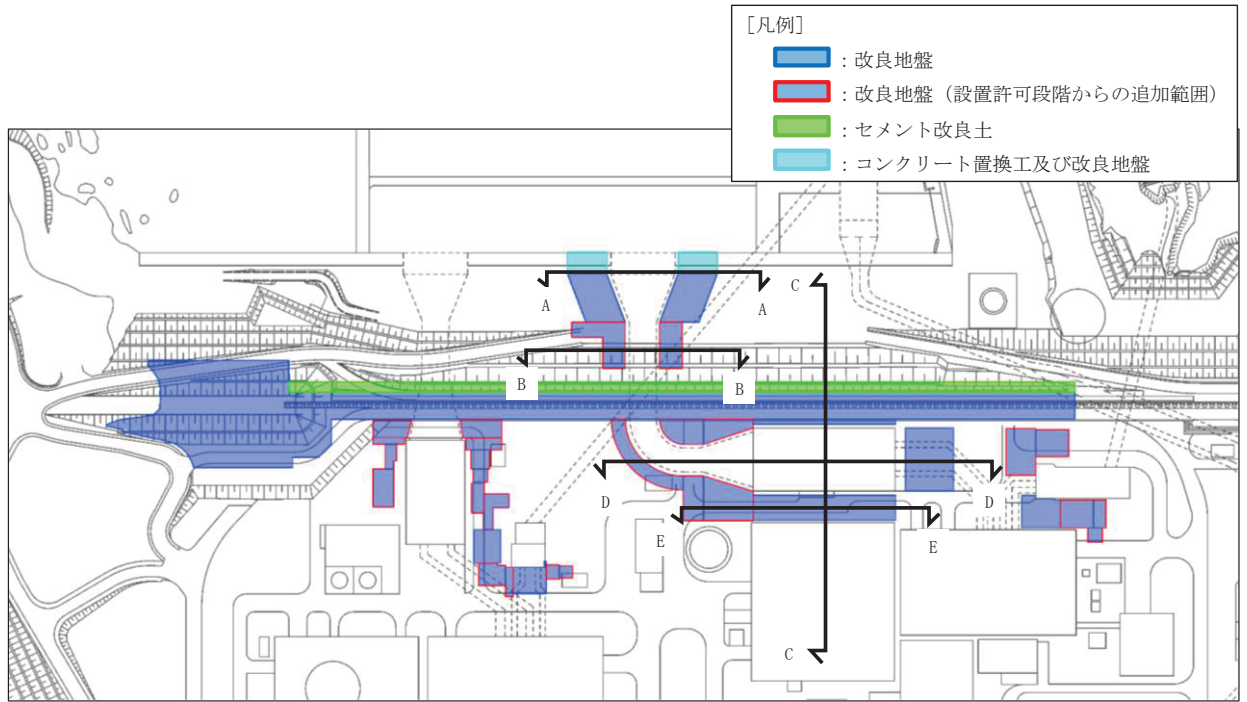 [凡例]
：改良地盤
：改良地盤（設置許可段階からの追加範囲）
：セメント改良土
：コンクリート置換工及び改良地盤
A
A
C
B
B
D
D
E
E
C